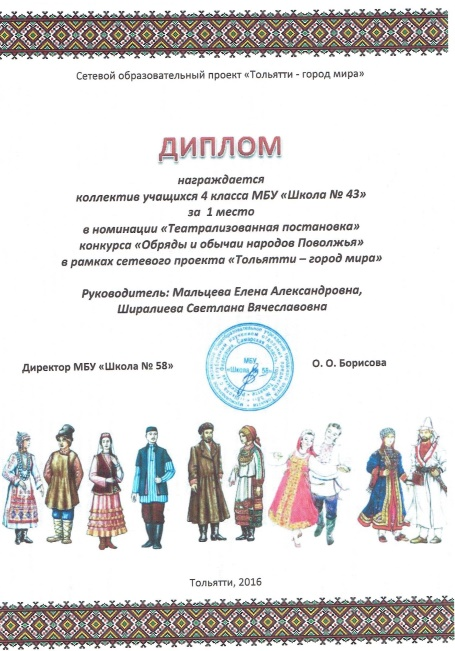 Сетевой образовательный проект «Тольятти - город мира»
ДИПЛОМ
награждается
коллектив учащихся 4 класса МБУ «Школа № 43»
за 1 место
в номинации «Театрализованная постановка»
конкурса «Обряды и обычаи народов Поволжья»
в рамках сетевого проекта «Тольятти – город мира»
Руководитель: Мальцева Елена Александровна,
Ширалиева Светлана Вячеславовна
Директор МБУ «Школа № 58»
МБУ
«Школа № 58»
О. О. Борисова
Тольятти, 2016